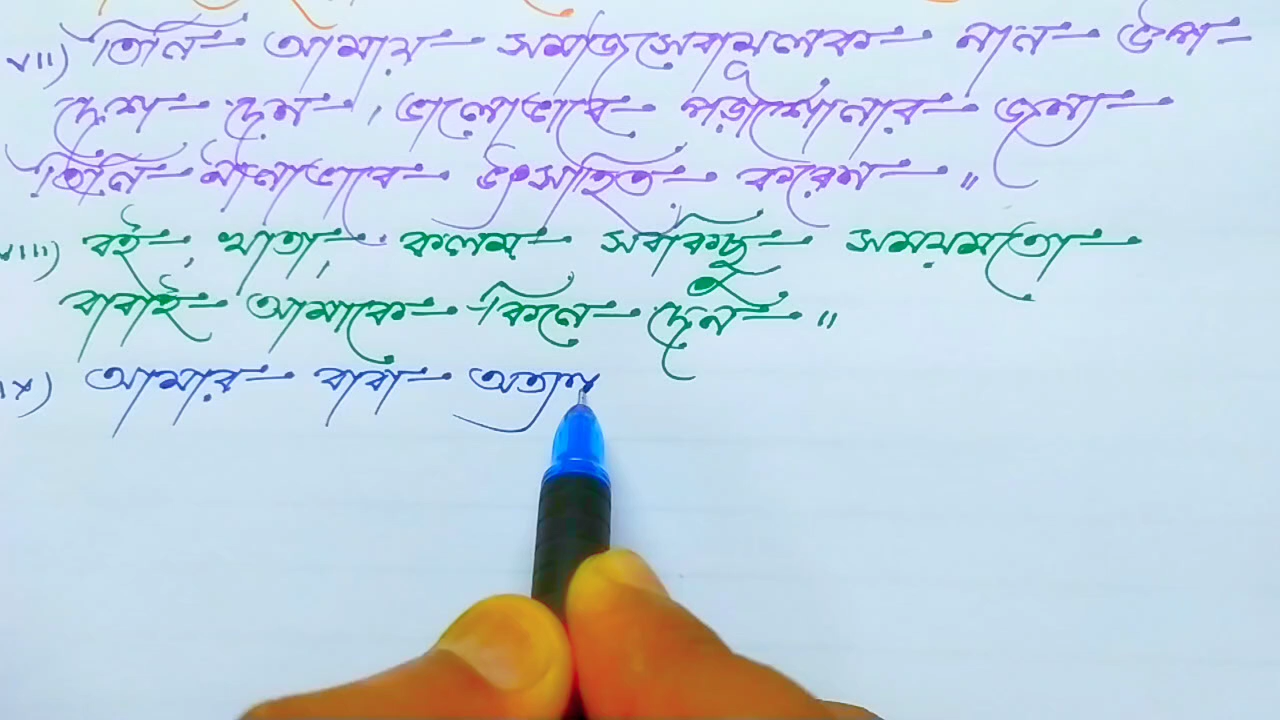 vii) তিনি আমায় সমাজসেবামূলক নানা উপ-
দেশ দেন, ভালোভাবে পড়াশোনার জন্য
তিনি নানাভাবে উৎসাহিত করেন ॥
viii) বই, খাতা, কলম সবকিছু সময়মতো
বাবাই আমাকে কিনে দেন ॥
ix) আমার বাবা অত্যন